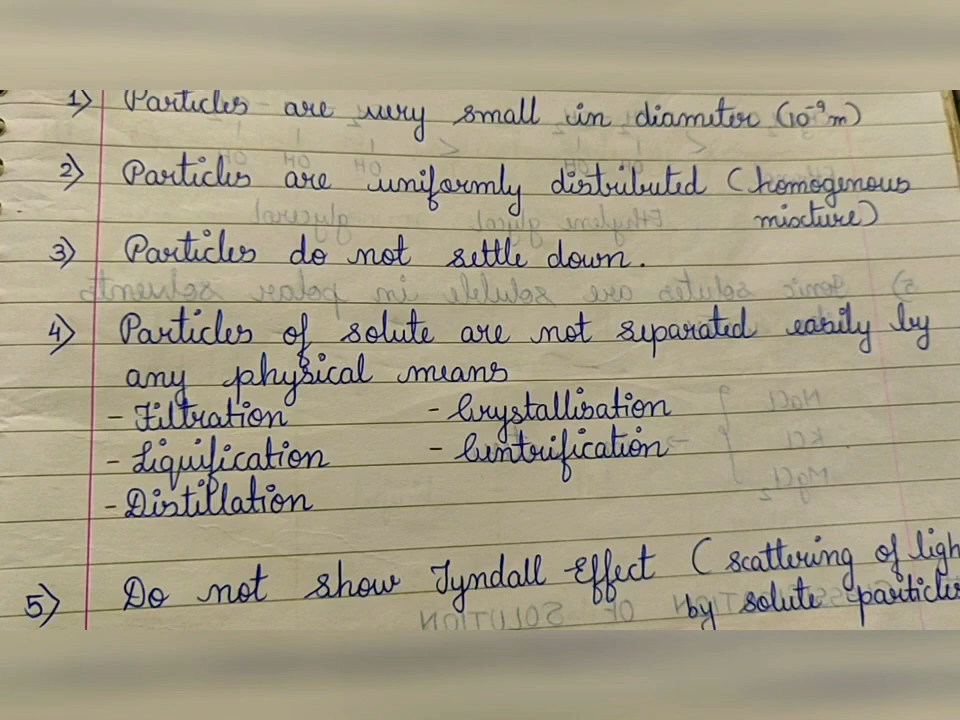 1) Particles are very small in diameter (10⁻⁹m)
2) Particles are uniformly distributed (homogenous
mixture)
3) Particles do not settle down.
4) Particles of solute are not separated easily by
any physical means
- Filtration - Crystallisation
- Liquification - Centrification
- Distillation
5) Do not show Tyndall Effect (scattering of ligh
by solute particles